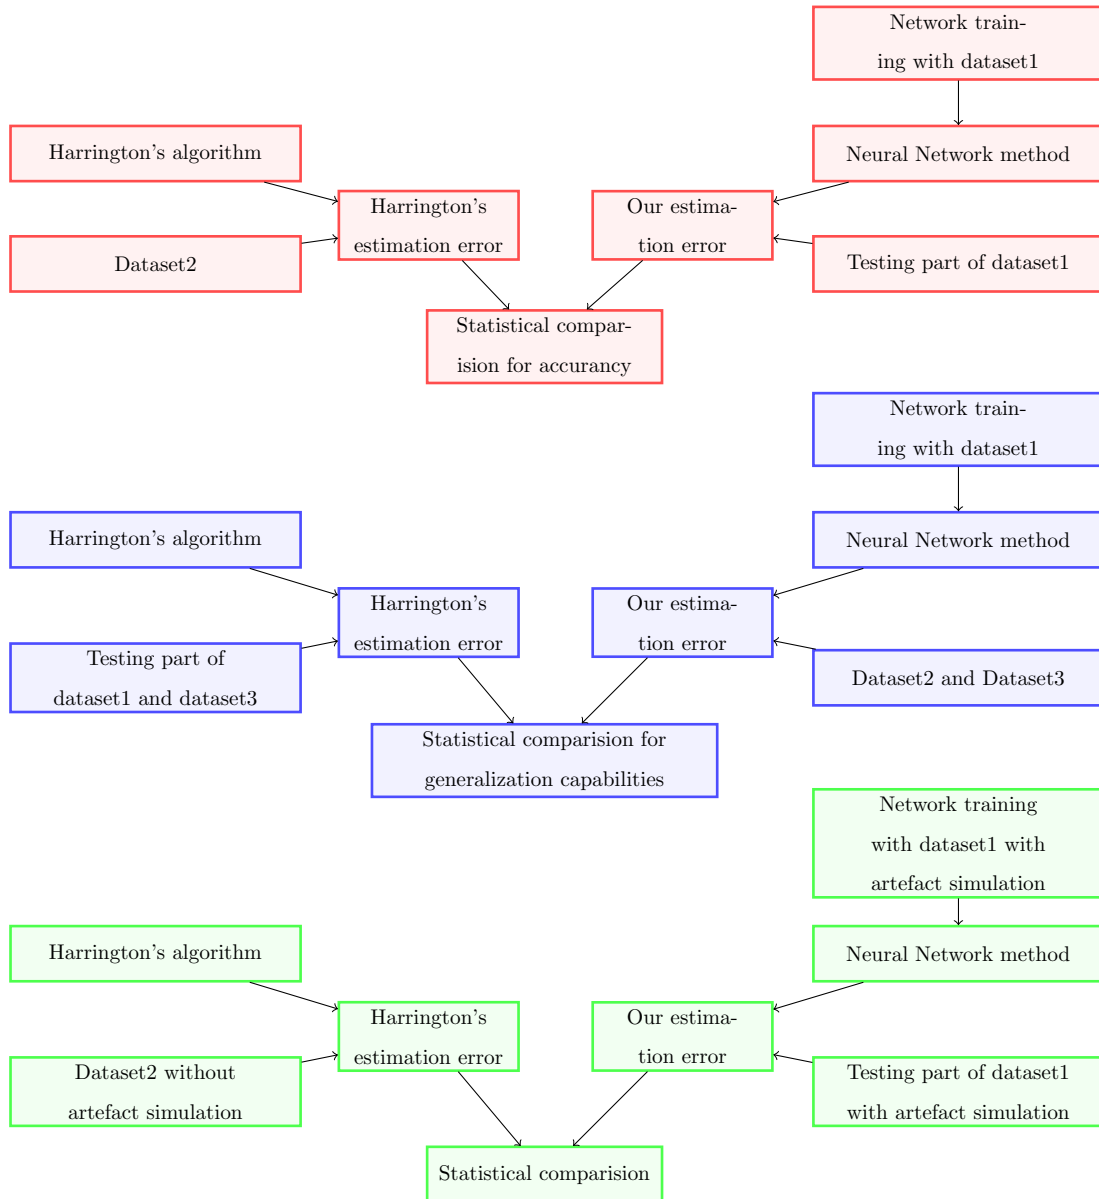 Network train-
ing with dataset1
Harrington's algorithm
Neural Network method
Harrington's
estimation error
Our estima-
tion error
Dataset2
Testing part of dataset1
Statistical compar-
ision for accurancy
Network train-
ing with dataset1
Harrington's algorithm
Neural Network method
Harrington's
estimation error
Our estima-
tion error
Testing part of
dataset1 and dataset3
Dataset2 and Dataset3
Statistical comparision for
generalization capabilities
Network training
with dataset1 with
artefact simulation
Harrington's algorithm
Neural Network method
Harrington's
estimation error
Our estima-
tion error
Dataset2 without
artefact simulation
Testing part of dataset1
with artefact simulation
Statistical comparision